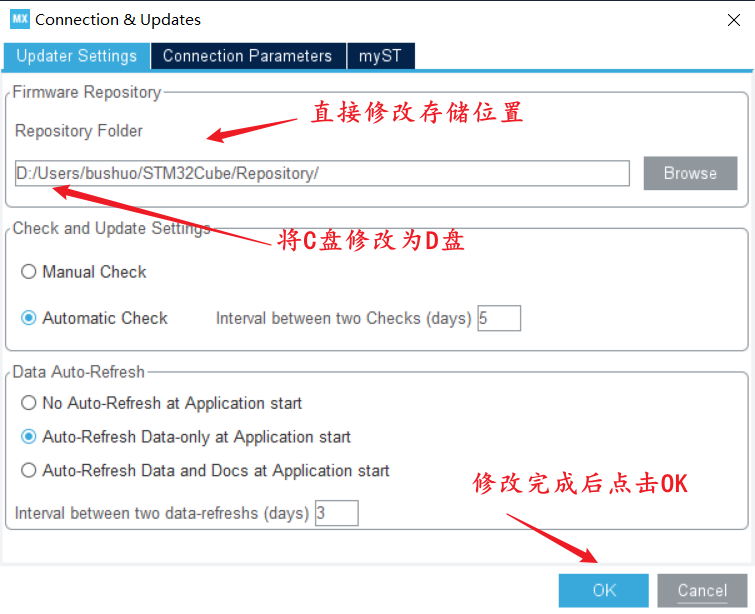 MX Connection & Updates
Updater Settings Connection Parameters myST
Firmware Repository
直接修改存储位置
Repository Folder
D:/Users/bushuo/STM32Cube/Repository/ Browse
Check and Update Settings
将C盘修改为D盘
Manual Check
Automatic Check Interval between two Checks (days) 5
Data Auto-Refresh
No Auto-Refresh at Application start
Auto-Refresh Data-only at Application start
Auto-Refresh Data and Docs at Application start
修改完成后点击OK
Interval between two data-refreshs (days) 3
OK Cancel